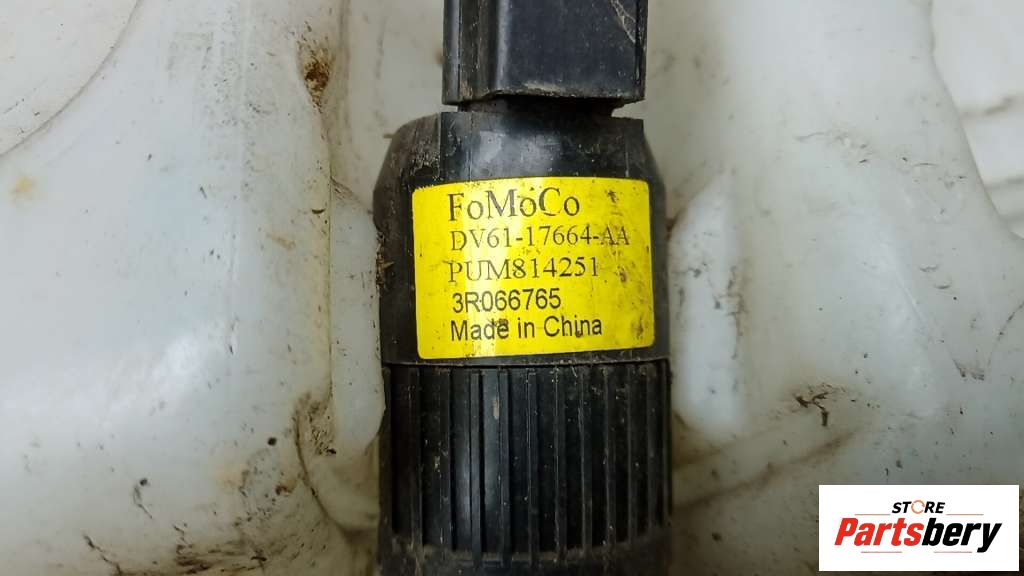 FoMoCo
DV61-17664-AA
PUM814251
3R066765
Made in China
STORE
Partsbery